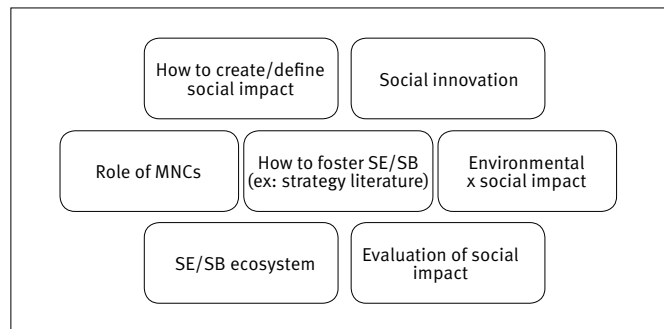 How to create/define
social impact
Social innovation
Role of MNCs
How to foster SE/SB
(ex: strategy literature)
Environmental
x social impact
SE/SB ecosystem
Evaluation of social
impact